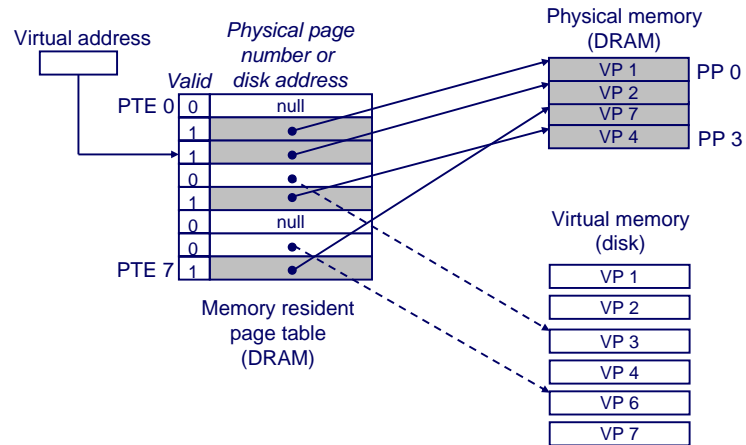 Virtual address
Physical page
number or
disk address
Valid
PTE 0
0
null
1
1
0
1
0
null
0
PTE 7
1
Memory resident
page table
(DRAM)
Physical memory
(DRAM)
VP 1
PP 0
VP 2
VP 7
VP 4
PP 3
Virtual memory
(disk)
VP 1
VP 2
VP 3
VP 4
VP 6
VP 7